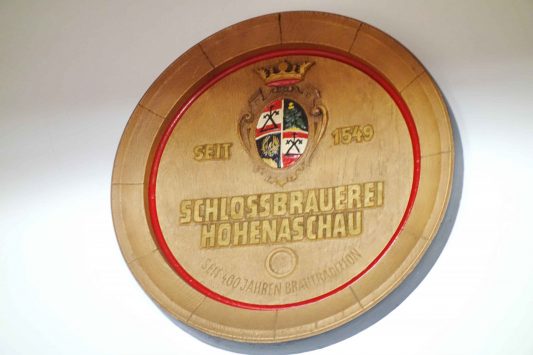 SEIT 1549
SCHLOSSBRAUEREI
HOHENASCHAU
SEIT 400 JAHREN BRAUTRADITION